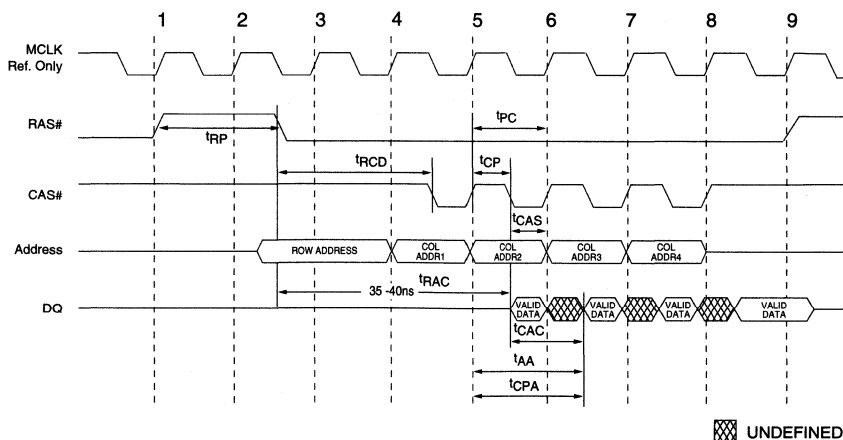 1 2 3 4 5 6 7 8 9
MCLK
Ref. Only
RAS#
tRP
tPC
tRCD
tCP
CAS#
tCAS
Address
ROW ADDRESS
COL
ADDR1
COL
ADDR2
COL
ADDR3
COL
ADDR4
tRAC
35 -40ns
DQ
VALID
DATA
VALID
DATA
VALID
DATA
VALID
DATA
tCAC
tAA
tCPA
UNDEFINED